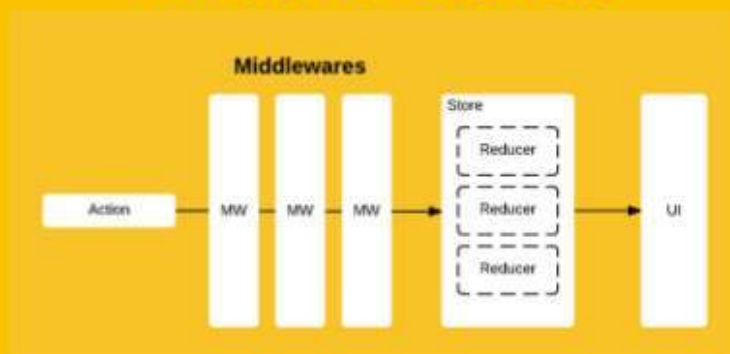 Middlewares
Store
Reducer
Action
MW
MW
MW
Reducer
UI
Reducer